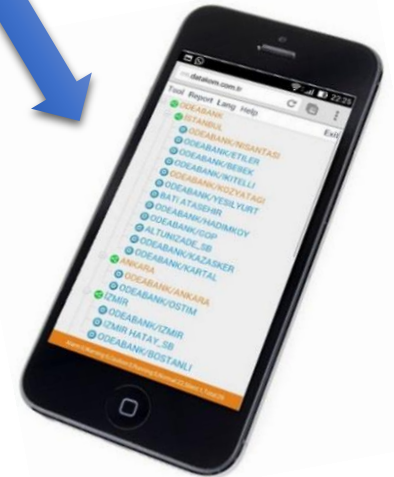 datakom.com.tr
22:25
Tool Report Lang Help
Exit
ODEABANK
ISTANBUL
ODEABANK/NISANTASI
ODEABANK/ETILER
ODEABANK/BEBEK
ODEABANK/IKITELLI
ODEABANK/KOZYATAGI
ODEABANK/YESILYURT
BATI ATASEHIR
ODEABANK/HADIMKOY
ODEABANK/GOP
ALTUNIZADE_SB
ODEABANK/KAZASKER
ODEABANK/KARTAL
ANKARA
ODEABANK/ANKARA
ODEABANK/OSTIM
IZMIR
ODEABANK/IZMIR
IZMIR HATAY_SB
ODEABANK/BOSTANLI